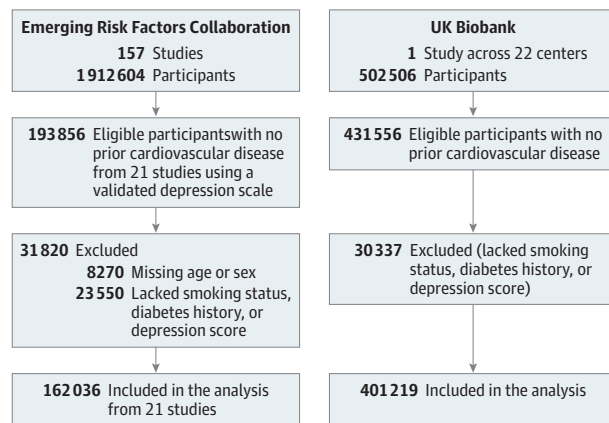 Emerging Risk Factors Collaboration
157 Studies
1912604 Participants
193856 Eligible participantswith no
prior cardiovascular disease
from 21 studies using a
validated depression scale
31820 Excluded
8270 Missing age or sex
23550 Lacked smoking status,
diabetes history, or
depression score
162036 Included in the analysis
from 21 studies
UK Biobank
1 Study across 22 centers
502506 Participants
431556 Eligible participants with no
prior cardiovascular disease
30337 Excluded (lacked smoking
status, diabetes history, or
depression score)
401219 Included in the analysis